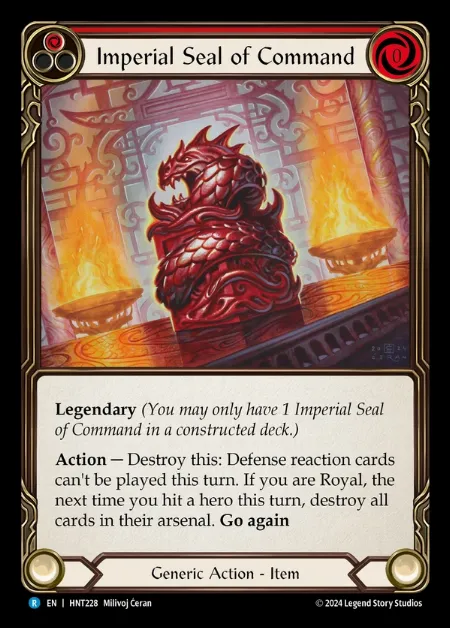 Imperial Seal of Command
0
Legendary (You may only have 1 Imperial Seal
of Command in a constructed deck.)
Action — Destroy this: Defense reaction cards
can't be played this turn. If you are Royal, the
next time you hit a hero this turn, destroy all
cards in their arsenal. Go again
Generic Action - Item
R EN | HNT228 Milivoj Ćeran
© 2024 Legend Story Studios